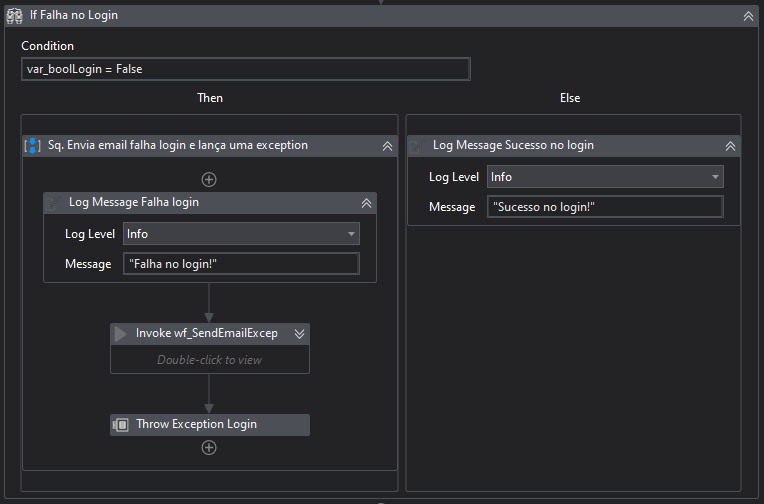 If Falha no Login
Condition
var_boolLogin = False
Then
Else
Sq. Envia email falha login e lança uma exception
Log Message Falha login
Log Level Info
Message "Falha no login!"
Invoke wf_SendEmailExcep
Double-click to view
Throw Exception Login
Log Message Sucesso no login
Log Level Info
Message "Sucesso no login!"